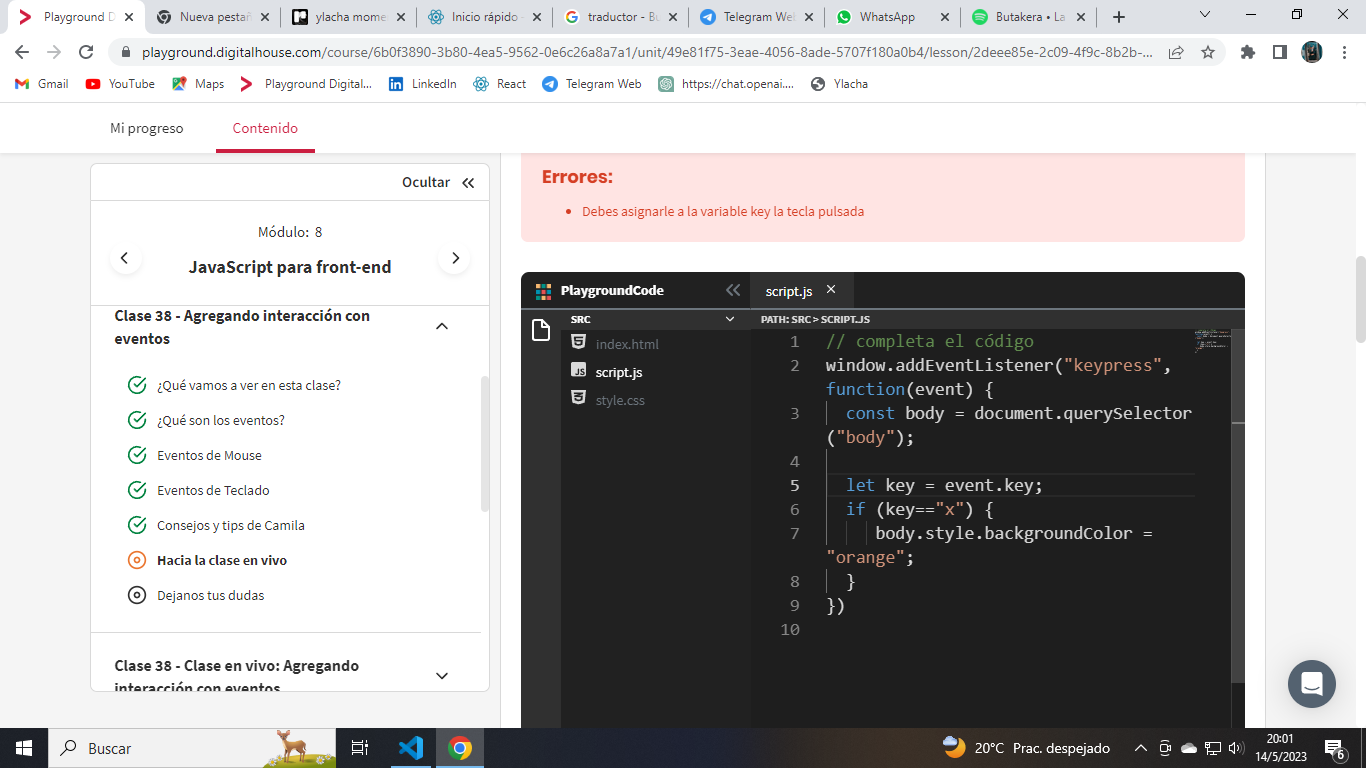 Playground D
Nueva pestañ
ylacha mome
Inicio rápido
traductor - Bu
Telegram Web
WhatsApp
Butakera • La
playground.digitalhouse.com/course/6b0f3890-3b80-4ea5-9562-0e6c26a8a7a1/unit/49e81f75-3eae-4056-8ade-5707f180a0b4/lesson/2deee85e-2c09-4f9c-8b2b-...
Gmail
YouTube
Maps
Playground Digital...
LinkedIn
React
Telegram Web
https://chat.openai....
Ylacha
Mi progreso
Contenido
Ocultar
Módulo: 8
JavaScript para front-end
Clase 38 - Agregando interacción con
eventos
¿Qué vamos a ver en esta clase?
¿Qué son los eventos?
Eventos de Mouse
Eventos de Teclado
Consejos y tips de Camila
Hacia la clase en vivo
Dejanos tus dudas
Clase 38 - Clase en vivo: Agregando
interacción con eventos
Errores:
Debes asignarle a la variable key la tecla pulsada
PlaygroundCode
script.js
SRC
index.html
script.js
style.css
PATH: SRC > SCRIPT.JS
1 // completa el código
2 window.addEventListener("keypress",
function(event) {
3 const body = document.querySelector
("body");
4
5 let key = event.key;
6 if (key=="x") {
7 body.style.backgroundColor =
"orange";
8 }
9 })
10
Buscar
20°C Prac. despejado
20:01
14/5/2023
6